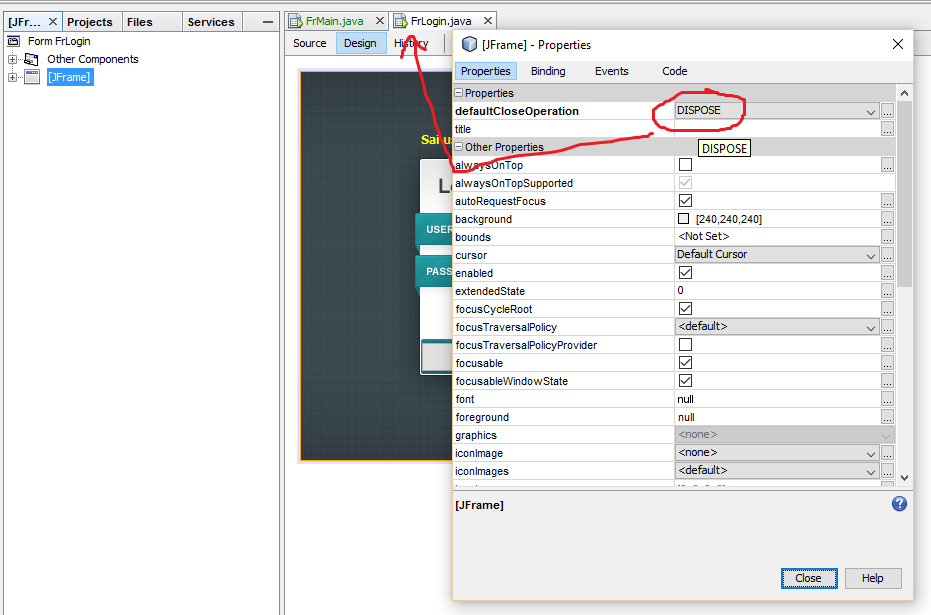 [JFr... × Projects Files Services
FrMain.java × FrLogin.java ×
Form FrLogin
Other Components
[JFrame]
Source Design History
[JFrame] - Properties
Properties Binding Events Code
Properties
defaultCloseOperation DISPOSE
title
Other Properties
DISPOSE
alwaysOnTop ...
alwaysOnTopSupported
autoRequestFocus ...
background [240,240,240] ...
bounds <Not Set> ...
cursor Default Cursor ...
enabled ...
extendedState 0 ...
focusCycleRoot ...
focusTraversalPolicy <default> ...
focusTraversalPolicyProvider ...
focusable ...
focusableWindowState ...
font null ...
foreground null ...
graphics <none>
iconImage <none> ...
iconImages <default> ...
USER
PASS
[JFrame]
Close Help